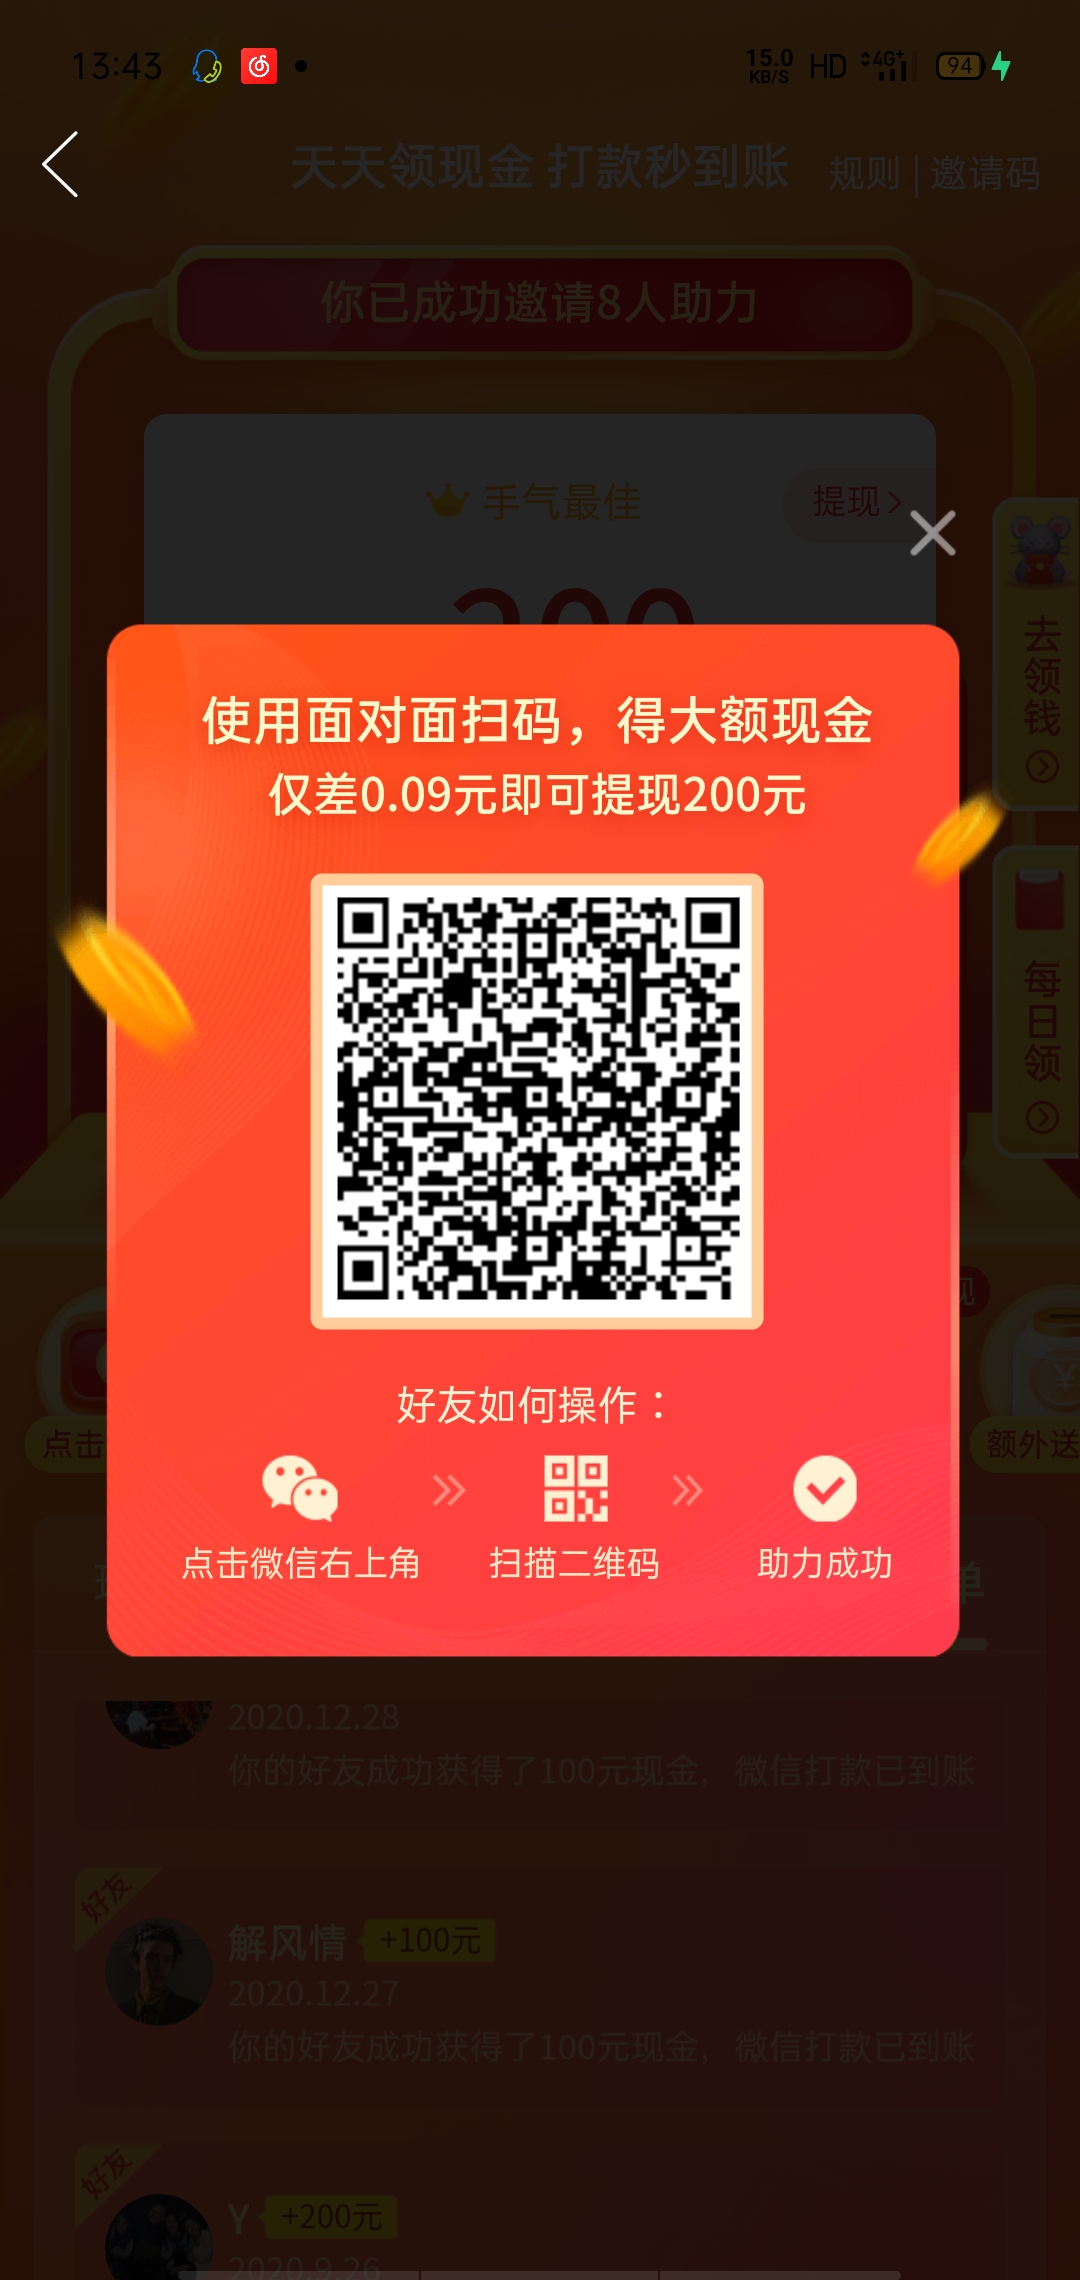 13:43
15.0 KB/S HD 4G+ 94
天天领现金 打款秒到账
规则 | 邀请码
你已成功邀请8人助力
手气最佳
提现
200
去领钱
使用面对面扫码，得大额现金
仅差0.09元即可提现200元
每日领
好友如何操作：
点击
额外送
点击微信右上角
扫描二维码
助力成功
单
2020.12.28
你的好友成功获得了100元现金，微信打款已到账
好友
解风情 +100元
2020.12.27
你的好友成功获得了100元现金，微信打款已到账
好友
Y +200元
2020.9.26